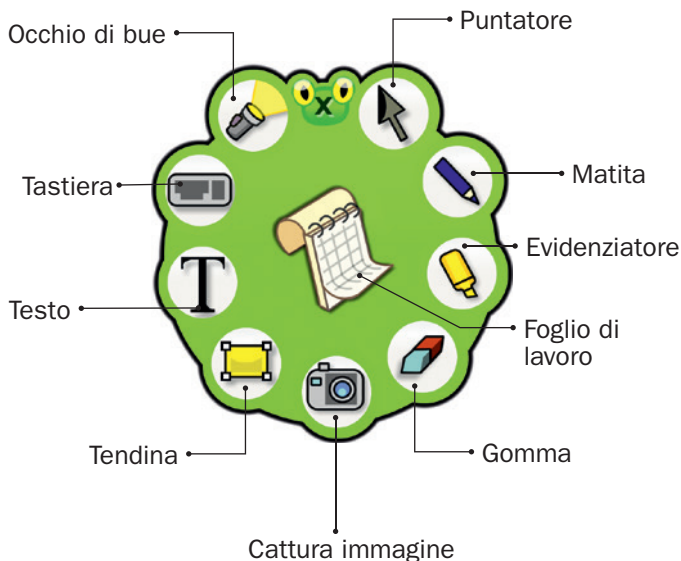 Occhio di bue
Puntatore
X
Tastiera
Matita
Evidenziatore
T
Testo
Foglio di
lavoro
Tendina
Gomma
Cattura immagine